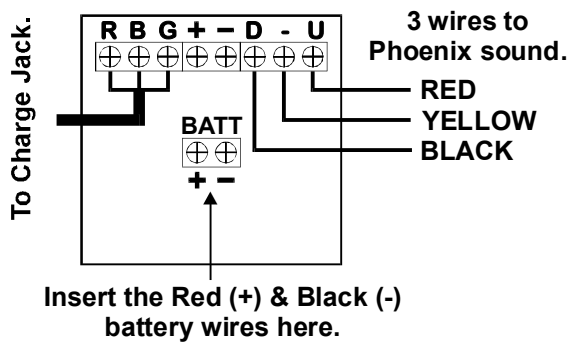 R B G + - D - U
3 wires to
Phoenix sound.
To Charge Jack.
RED
YELLOW
BLACK
BATT
+ -
Insert the Red (+) & Black (-)
battery wires here.